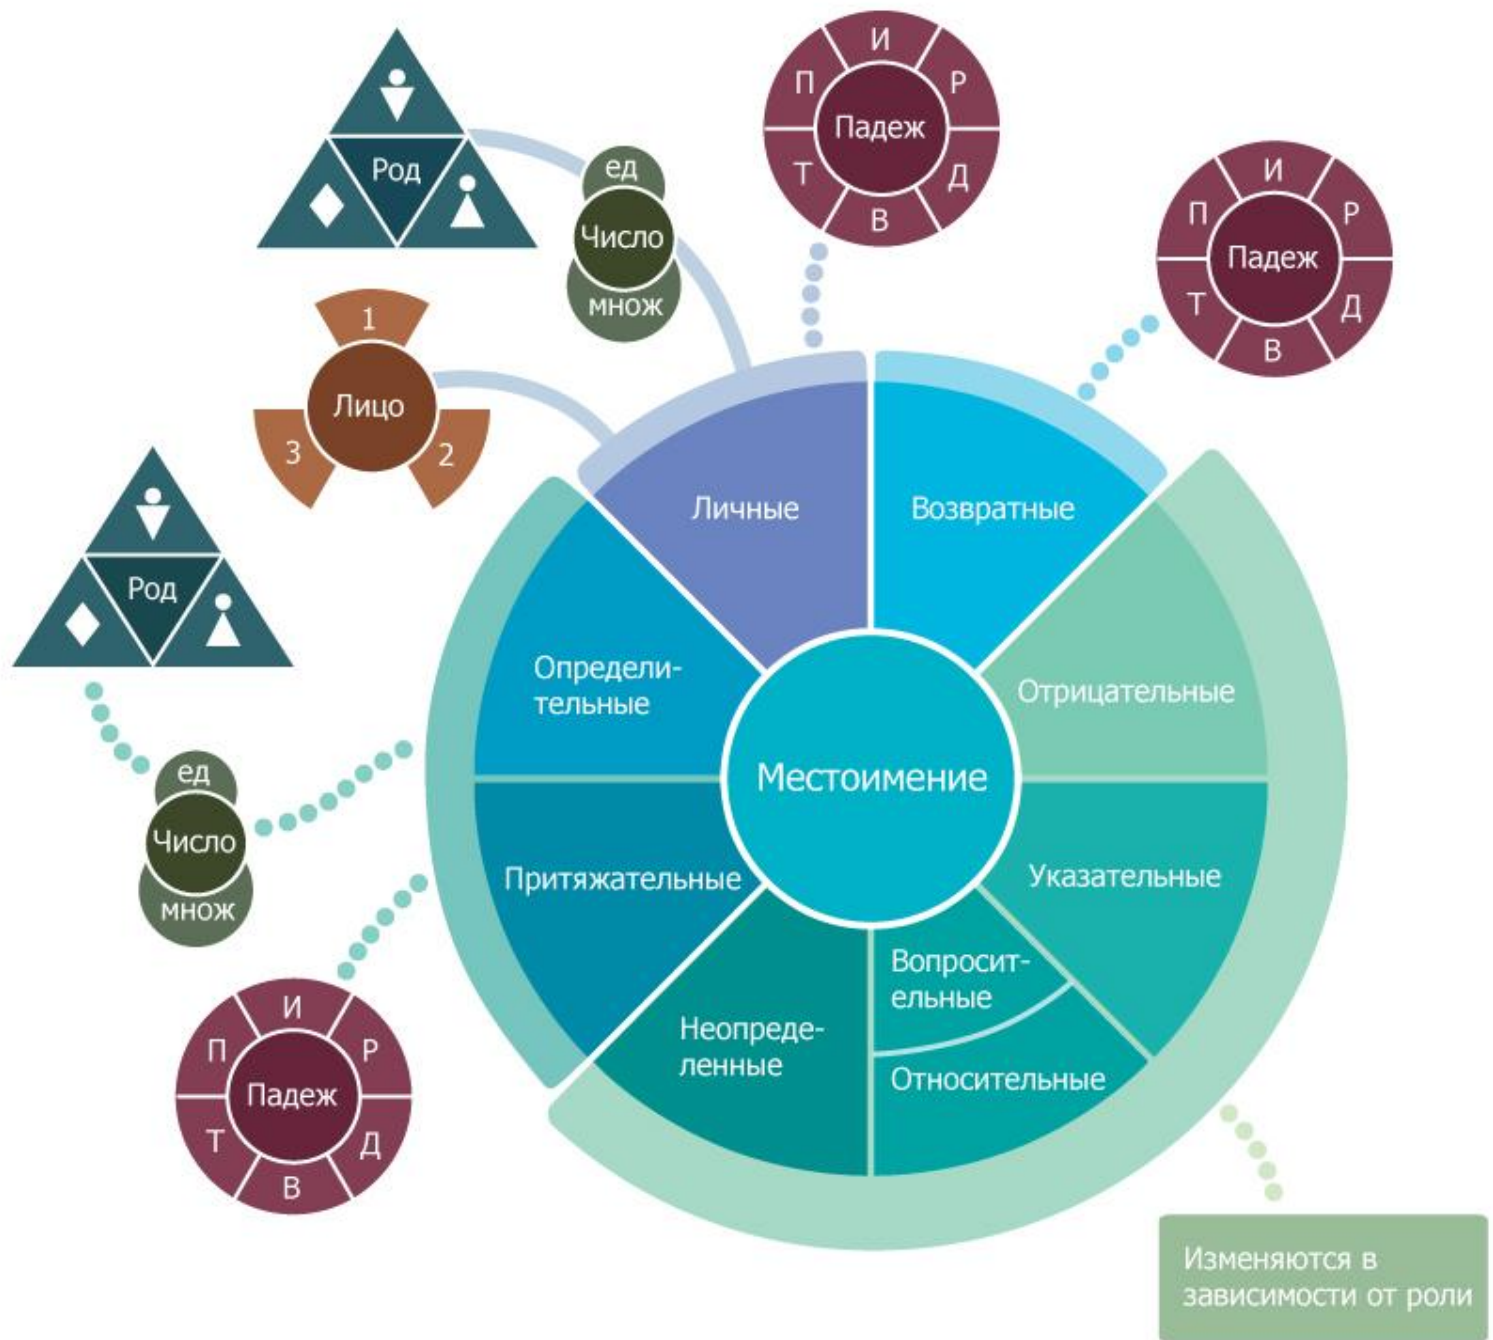 И
П
Р
Падеж
Т
Д
В
Род
ед
Число
множ
И
П
Р
Падеж
Т
Д
В
1
Лицо
3
2
Личные
Возвратные
Род
Определи-
тельные
Отрицательные
Местоимение
ед
Число
множ
Притяжательные
Указательные
Вопросит-
ельные
Неопреде-
ленные
Относительные
И
П
Р
Падеж
Т
Д
В
Изменяются в
зависимости от роли